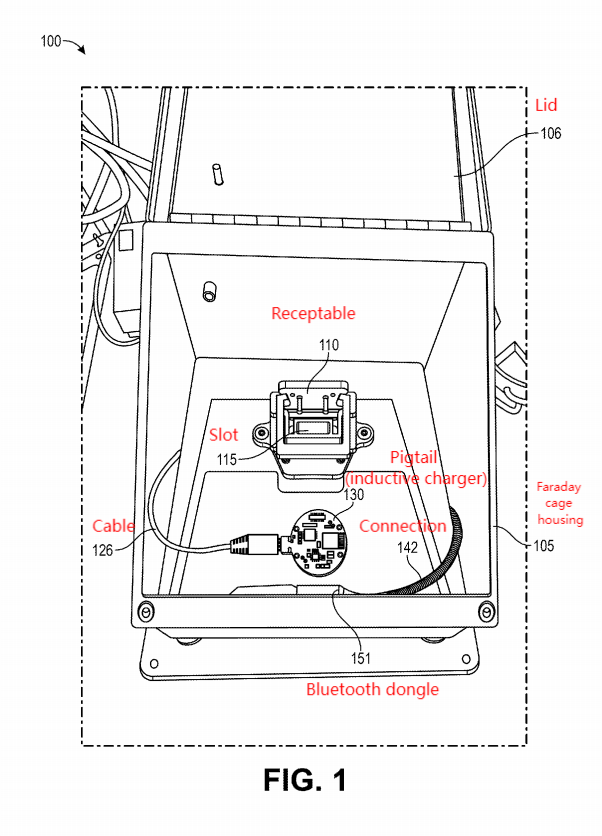 100
Lid
106
Receptable
110
Slot
115
Pigtail
(inductive charger)
130
Faraday
cage
housing
105
Cable
126
Connection
142
151
Bluetooth dongle
FIG. 1